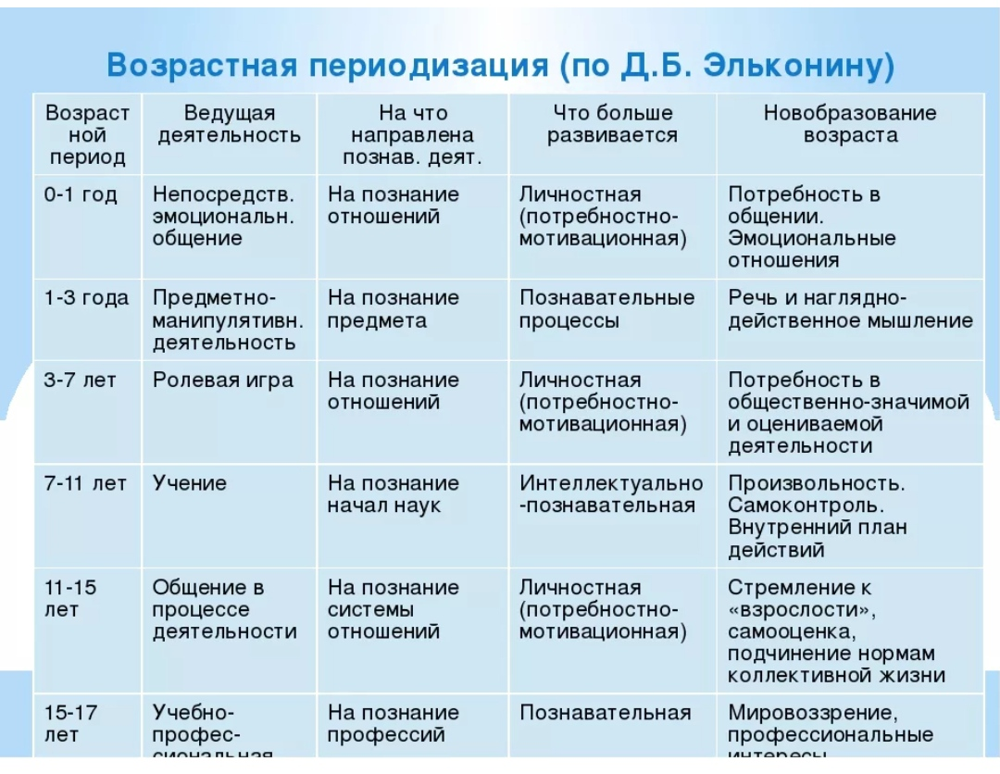 Возрастная периодизация (по Д.Б. Эльконину)
Возраст
ной
период
Ведущая
деятельность
На что
направлена
познав. деят.
Что больше
развивается
Новобразование
возраста
0-1 год
Непосредств.
эмоциональн.
общение
На познание
отношений
Личностная
(потребностно-
мотивационная)
Потребность в
общении.
Эмоциональные
отношения
1-3 года
Предметно-
манипулятивн.
деятельность
На познание
предмета
Познавательные
процессы
Речь и наглядно-
действенное мышление
3-7 лет
Ролевая игра
На познание
отношений
Личностная
(потребностно-
мотивационная)
Потребность в
общественно-значимой
и оцениваемой
деятельности
7-11 лет
Учение
На познание
начал наук
Интеллектуально
-познавательная
Произвольность.
Самоконтроль.
Внутренний план
действий
11-15
лет
Общение в
процессе
деятельности
На познание
системы
отношений
Личностная
(потребностно-
мотивационная)
Стремление к
«взрослости»,
самооценка,
подчинение нормам
коллективной жизни
15-17
лет
Учебно-
профес-
сиональная
На познание
профессий
Познавательная
Мировоззрение,
профессиональные
интересы